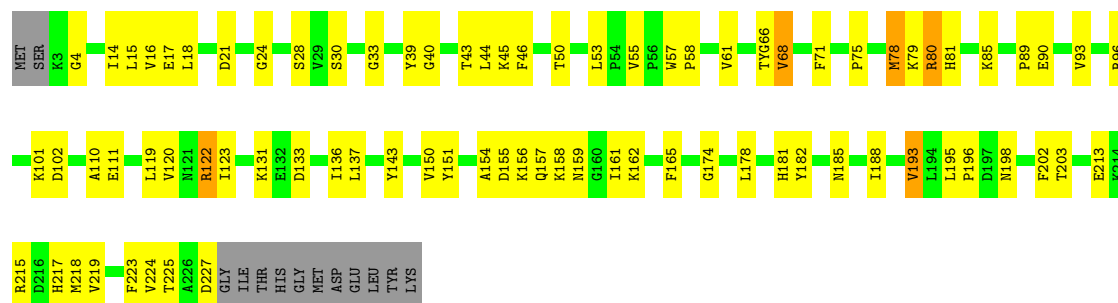 MET SER K3 G4 I14 L15 V16 E17 L18 D21 G24 S28 V29 S30 G33 Y39 G40 T43 L44 K45 F46 T50 L53 P54 V55 P56 W57 P58 V61 TYG66 V68 F71 P75 M78 K79 R80 H81 K85 P89 E90 V93 R96
K101 D102 A110 E111 L119 V120 N121 R122 I123 K131 E132 D133 I136 L137 Y143 V150 Y151 A154 D155 K156 Q157 K158 N159 G160 I161 K162 F165 G174 L178 H181 Y182 N185 I188 V193 L194 L195 P196 D197 N198 F202 T203 E213 K214
R215 D216 H217 M218 V219 F223 V224 T225 A226 D227 GLY ILE THR HIS GLY MET ASP GLU LEU TYR LYS